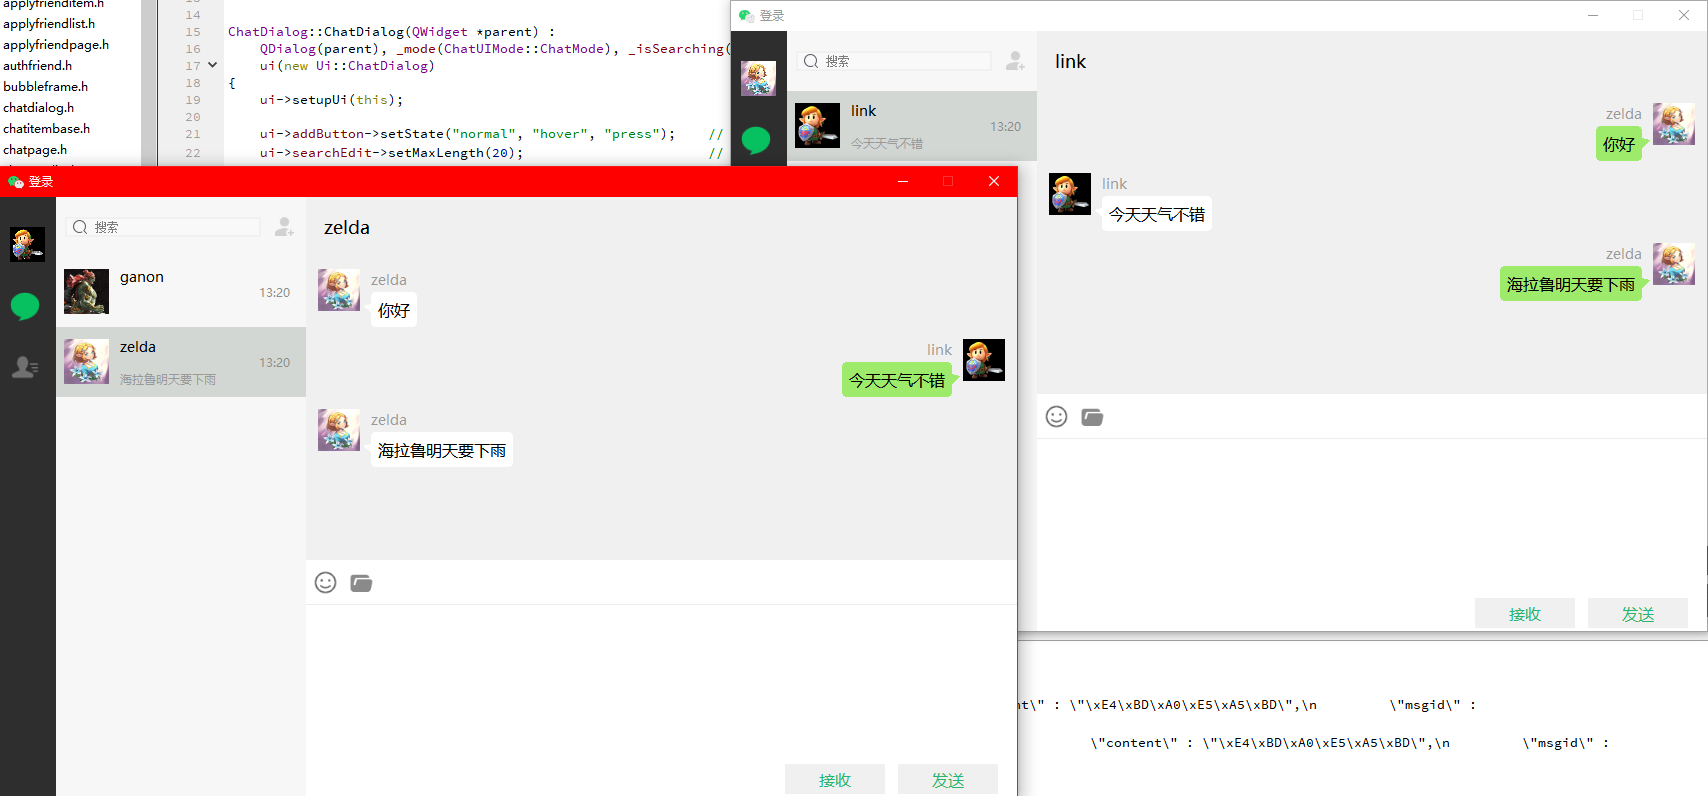 applyfrienditem.h
applyfriendlist.h
applyfriendpage.h
authfriend.h
bubbleframe.h
chatdialog.h
chatitembase.h
chatpage.h
14
15 ChatDialog::ChatDialog(QWidget *parent) :
16 QDialog(parent), _mode(ChatUIMode::ChatMode), _isSearching(
17 ui(new Ui::ChatDialog)
18 {
19 ui->setupUi(this);
20
21 ui->addButton->setState("normal", "hover", "press"); //
22 ui->searchEdit->setMaxLength(20); //
登录
搜索
link
今天天气不错
13:20
link
zelda
你好
link
今天天气不错
zelda
海拉鲁明天要下雨
接收
发送
登录
搜索
ganon
13:20
zelda
海拉鲁明天要下雨
13:20
zelda
zelda
你好
link
今天天气不错
zelda
海拉鲁明天要下雨
接收
发送
nt\" : \"\xE4\xBD\xA0\xE5\xA5\xBD\",\n \"msgid\" :
\"content\" : \"\xE4\xBD\xA0\xE5\xA5\xBD\",\n \"msgid\" :